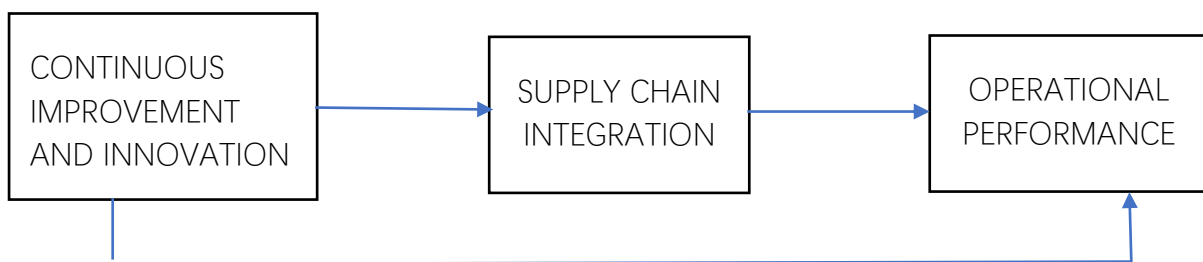 CONTINUOUS
IMPROVEMENT
AND INNOVATION
SUPPLY CHAIN
INTEGRATION
OPERATIONAL
PERFORMANCE